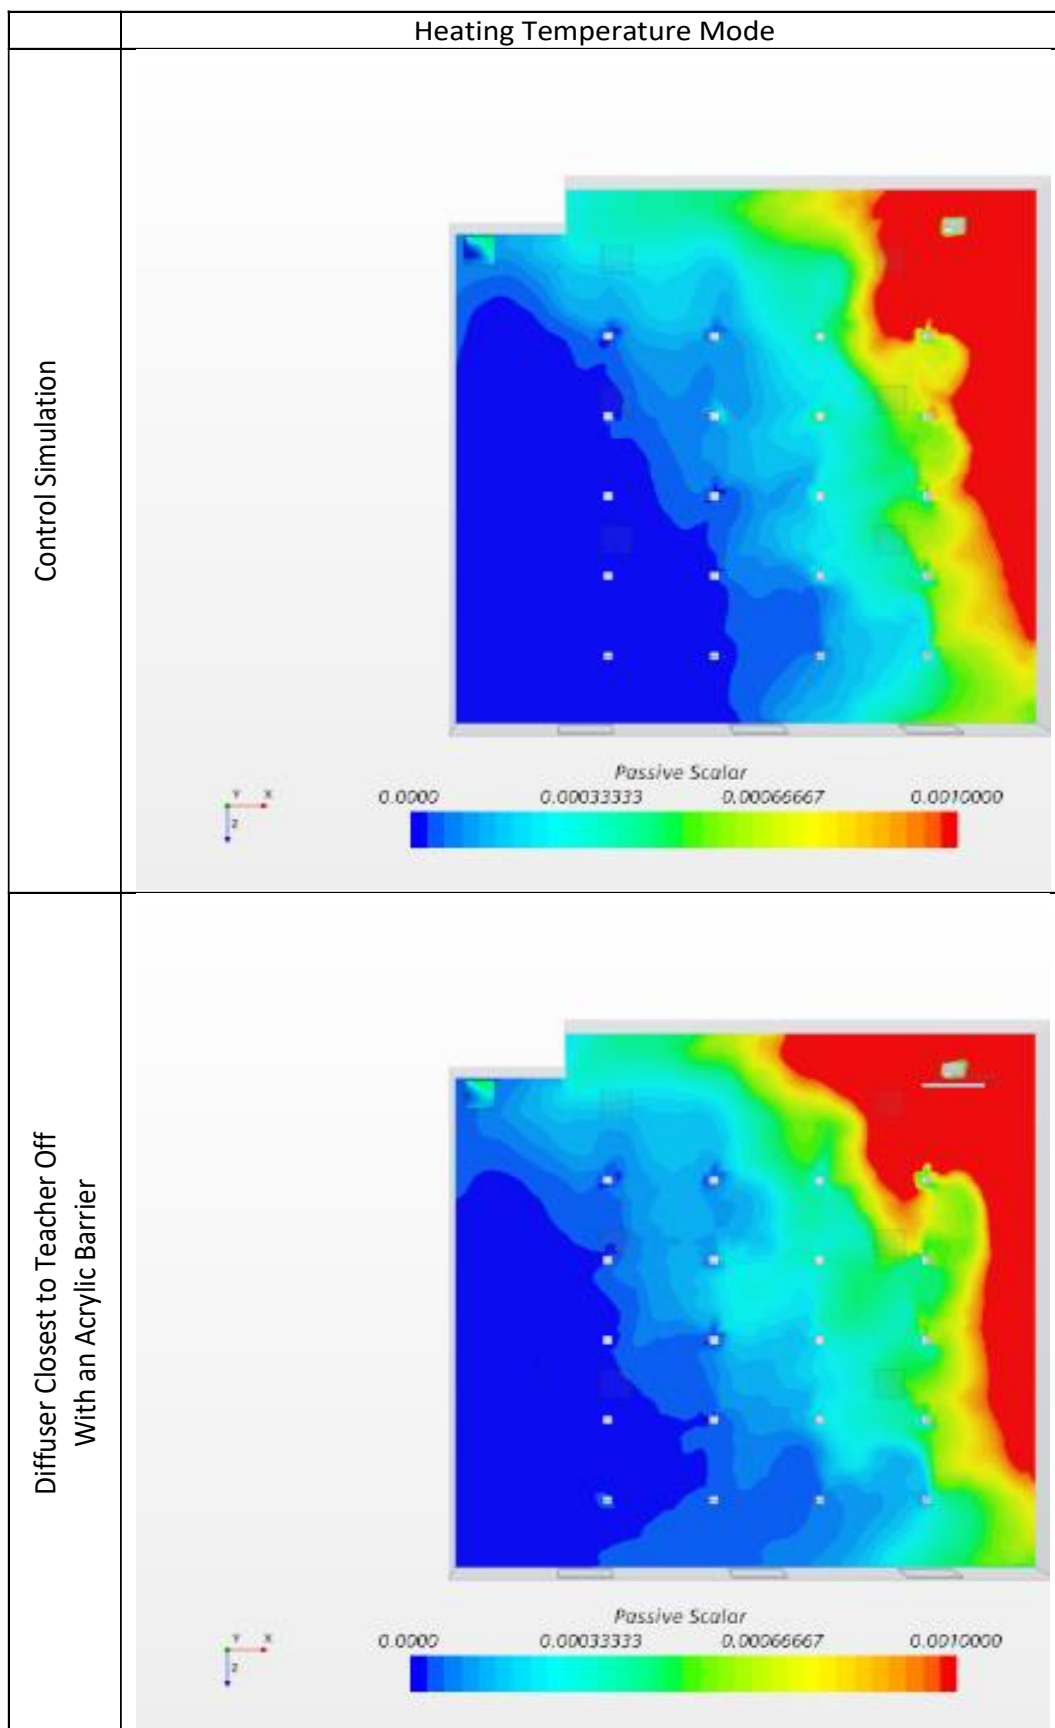 Heating Temperature Mode
Control Simulation
Passive Scalar
0.0000 0.00033333 0.00066667 0.0010000
Y X
Z
Diffuser Closest to Teacher Off
With an Acrylic Barrier
Passive Scalar
0.0000 0.00033333 0.00066667 0.0010000
Y X
Z